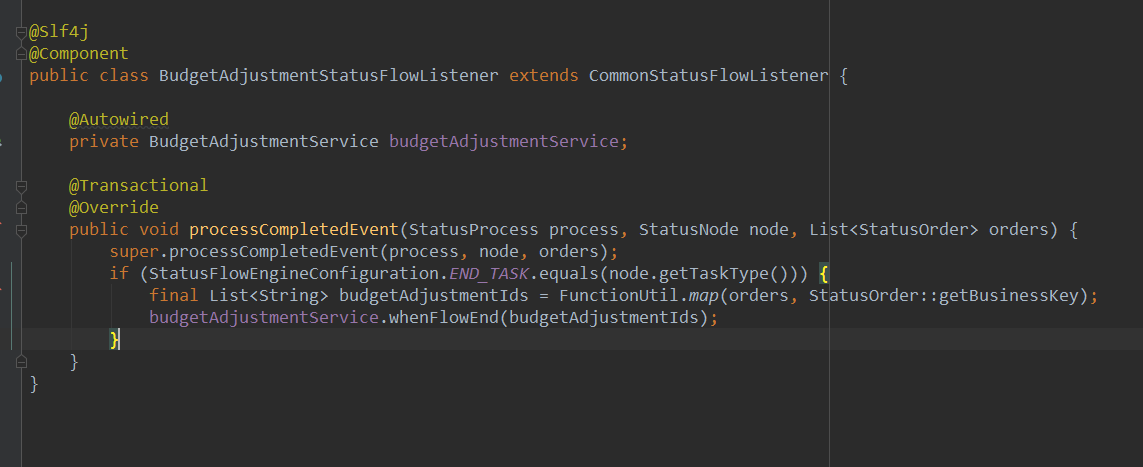 @Slf4j
@Component
public class BudgetAdjustmentStatusFlowListener extends CommonStatusFlowListener {
@Autowired
private BudgetAdjustmentService budgetAdjustmentService;
@Transactional
@Override
public void processCompletedEvent(StatusProcess process, StatusNode node, List<StatusOrder> orders) {
super.processCompletedEvent(process, node, orders);
if (StatusFlowEngineConfiguration.END_TASK.equals(node.getTaskType())) {
final List<String> budgetAdjustmentIds = FunctionUtil.map(orders, StatusOrder::getBusinessKey);
budgetAdjustmentService.whenFlowEnd(budgetAdjustmentIds);
}
}
}